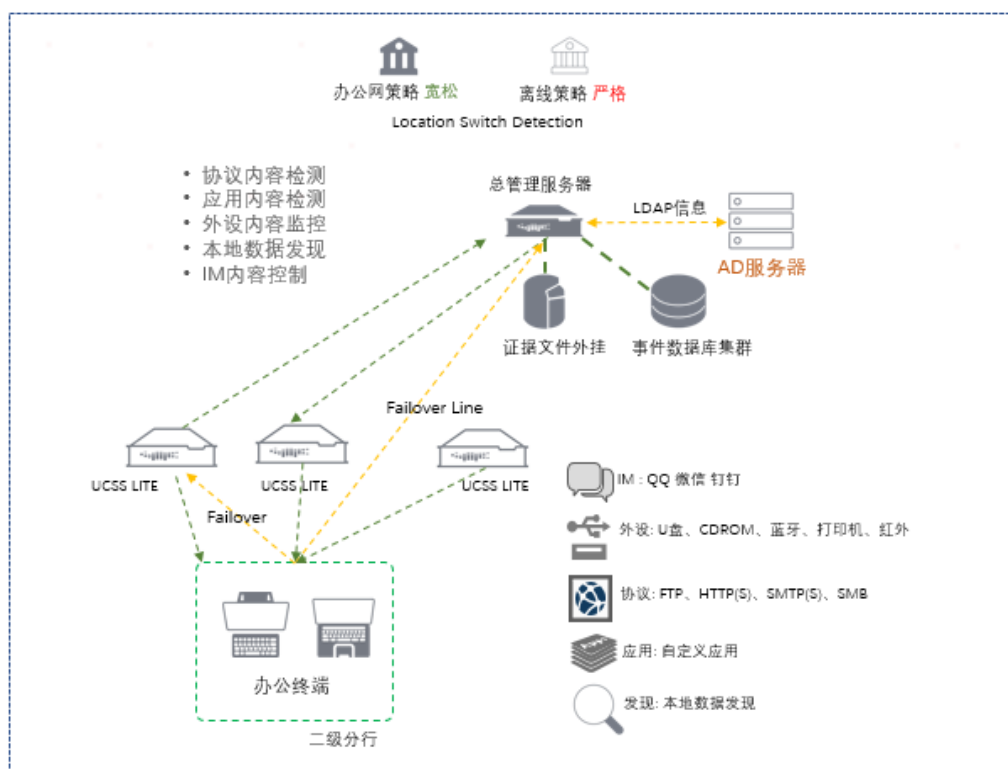 办公网策略 宽松
离线策略 严格
Location Switch Detection
• 协议内容检测
• 应用内容检测
• 外设内容监控
• 本地数据发现
• IM内容控制
总管理服务器
LDAP信息
AD服务器
证据文件外挂
事件数据库集群
Failover Line
UCSS LITE
UCSS LITE
UCSS LITE
Failover
办公终端
二级分行
IM : QQ 微信 钉钉
外设: U盘、CDROM、蓝牙、打印机、红外
协议: FTP、HTTP(S)、SMTP(S)、SMB
应用: 自定义应用
发现: 本地数据发现